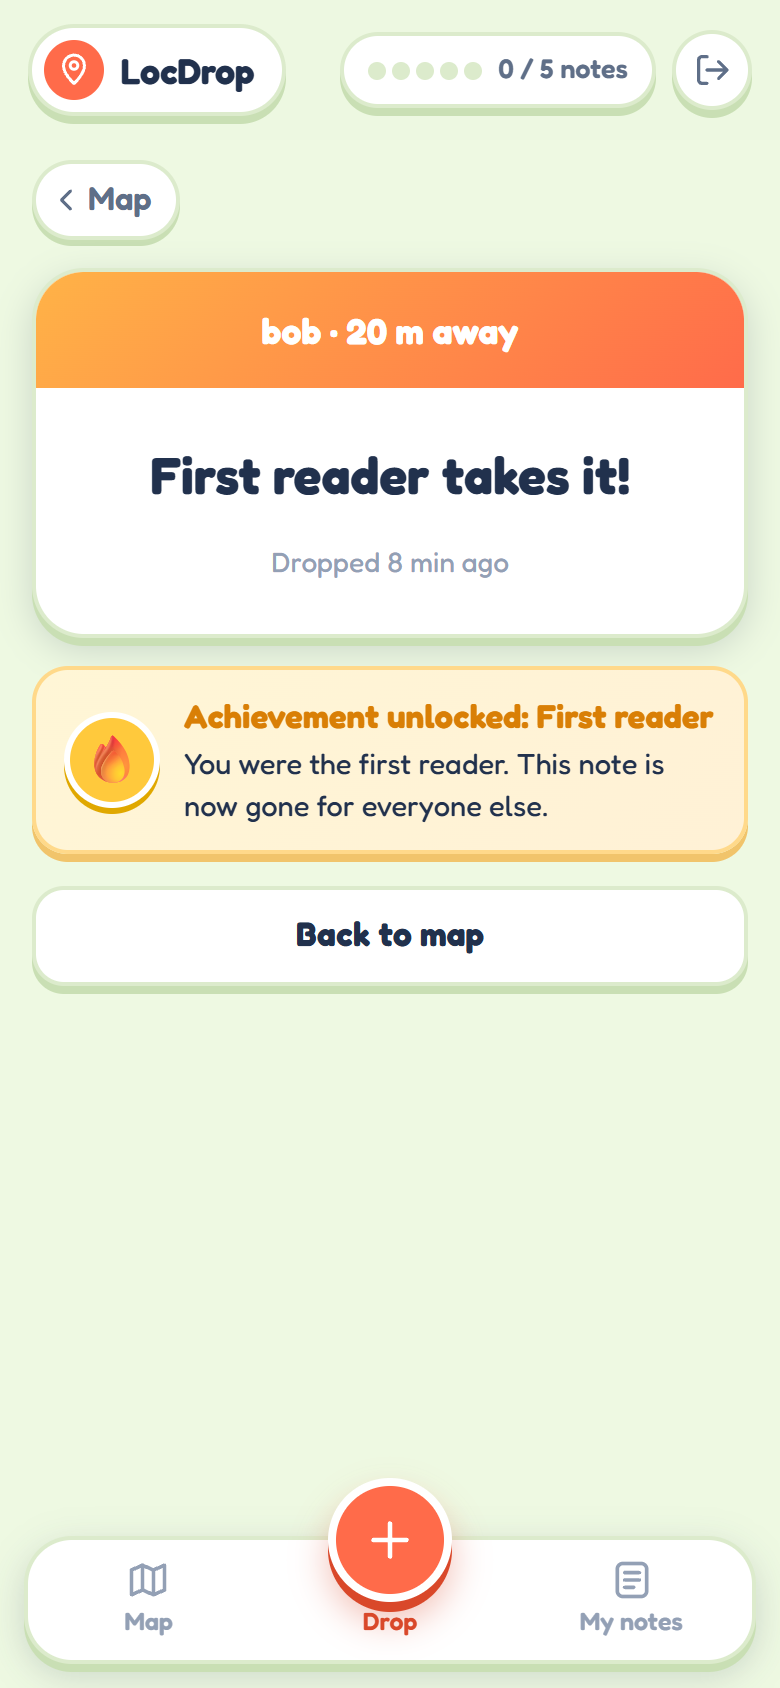 LocDrop
0 / 5 notes
Map
bob · 20 m away
First reader takes it!
Dropped 8 min ago
Achievement unlocked: First reader
You were the first reader. This note is
now gone for everyone else.
Back to map
Map
Drop
My notes